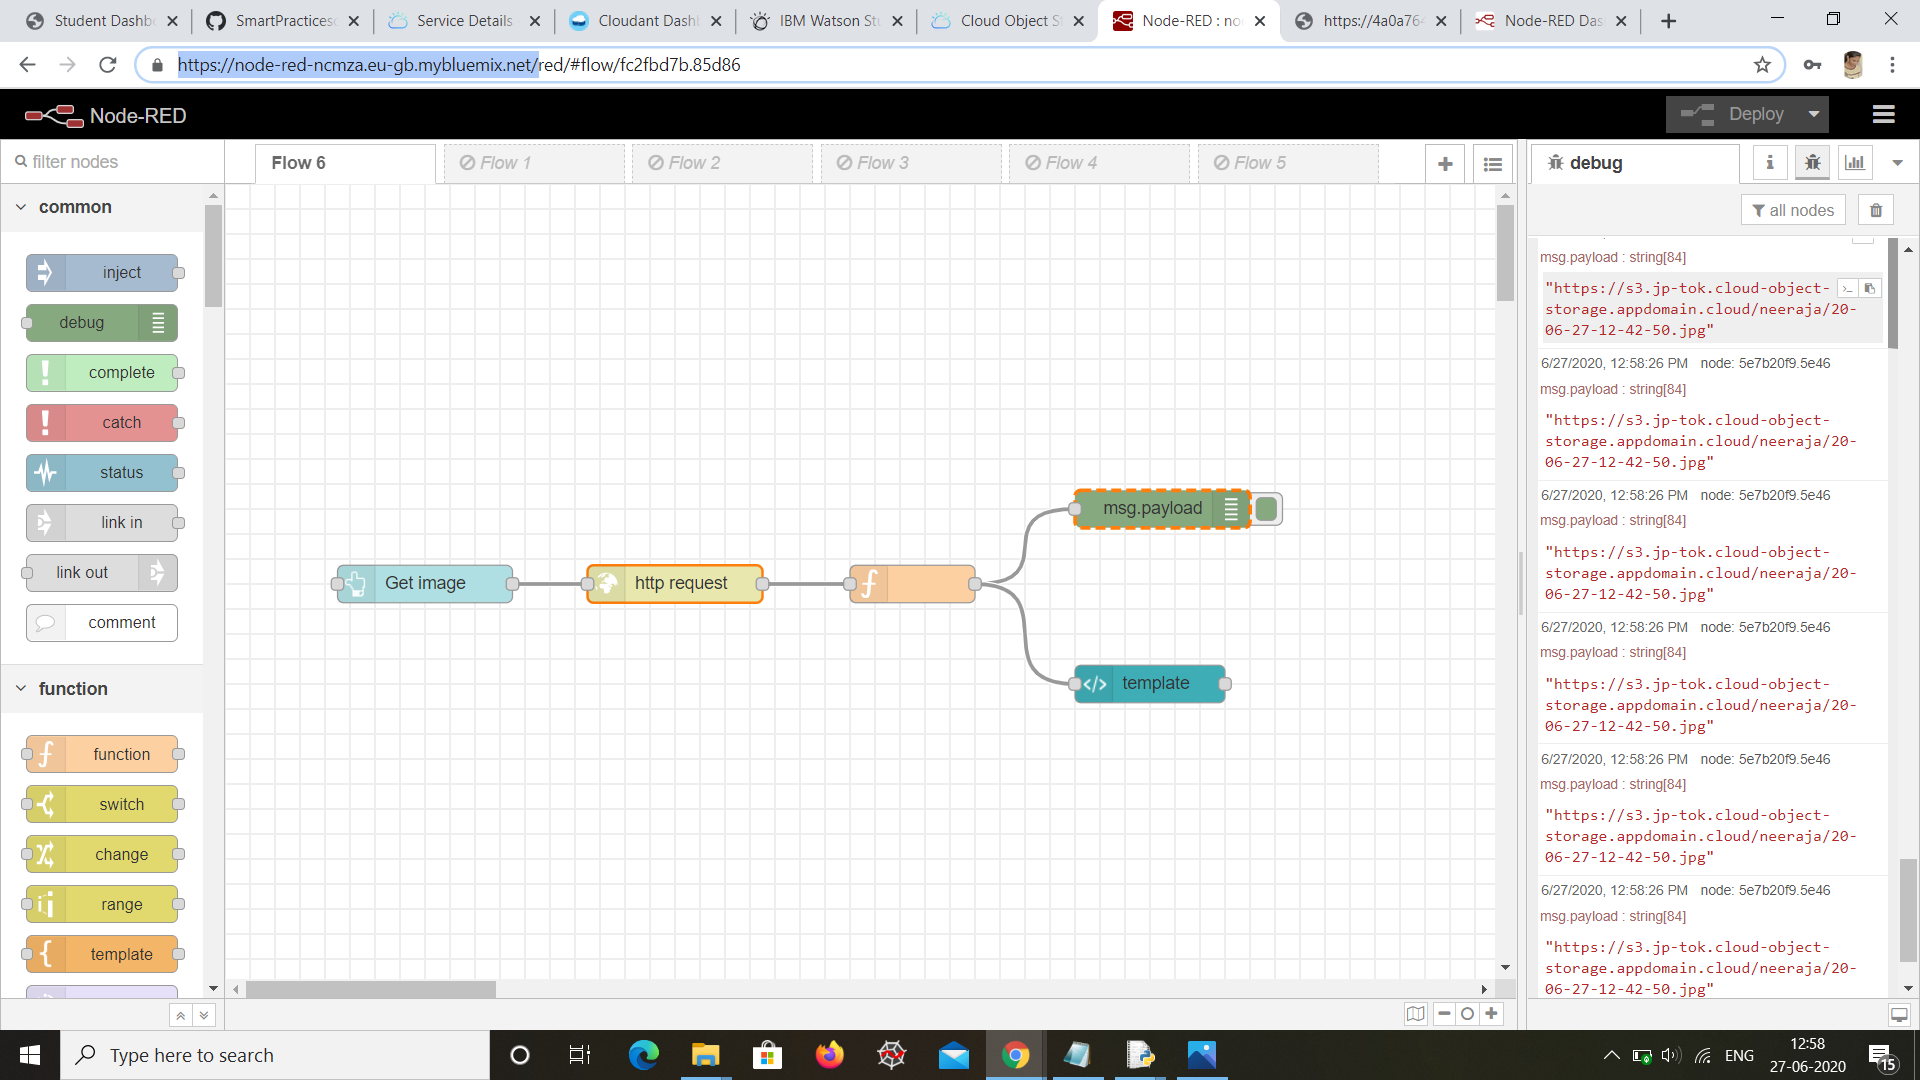 Student Dashb
SmartPracticesc
Service Details
Cloudant Dashl
IBM Watson Stu
Cloud Object St
Node-RED : noc
https://4a0a764
Node-RED Das
https://node-red-ncmza.eu-gb.mybluemix.net/red/#flow/fc2fbd7b.85d86
Node-RED
Deploy
filter nodes
Flow 6
Flow 1
Flow 2
Flow 3
Flow 4
Flow 5
debug
all nodes
common
inject
debug
complete
catch
status
link in
link out
comment
function
function
switch
change
range
template
Get image
http request
msg.payload
template
msg.payload : string[84]
"https://s3.jp-tok.cloud-object-
storage.appdomain.cloud/neeraja/20-
06-27-12-42-50.jpg"
6/27/2020, 12:58:26 PM node: 5e7b20f9.5e46
msg.payload : string[84]
"https://s3.jp-tok.cloud-object-
storage.appdomain.cloud/neeraja/20-
06-27-12-42-50.jpg"
6/27/2020, 12:58:26 PM node: 5e7b20f9.5e46
msg.payload : string[84]
"https://s3.jp-tok.cloud-object-
storage.appdomain.cloud/neeraja/20-
06-27-12-42-50.jpg"
6/27/2020, 12:58:26 PM node: 5e7b20f9.5e46
msg.payload : string[84]
"https://s3.jp-tok.cloud-object-
storage.appdomain.cloud/neeraja/20-
06-27-12-42-50.jpg"
6/27/2020, 12:58:26 PM node: 5e7b20f9.5e46
msg.payload : string[84]
"https://s3.jp-tok.cloud-object-
storage.appdomain.cloud/neeraja/20-
06-27-12-42-50.jpg"
6/27/2020, 12:58:26 PM node: 5e7b20f9.5e46
msg.payload : string[84]
"https://s3.jp-tok.cloud-object-
storage.appdomain.cloud/neeraja/20-
06-27-12-42-50.jpg"
Type here to search
ENG
12:58
27-06-2020
15